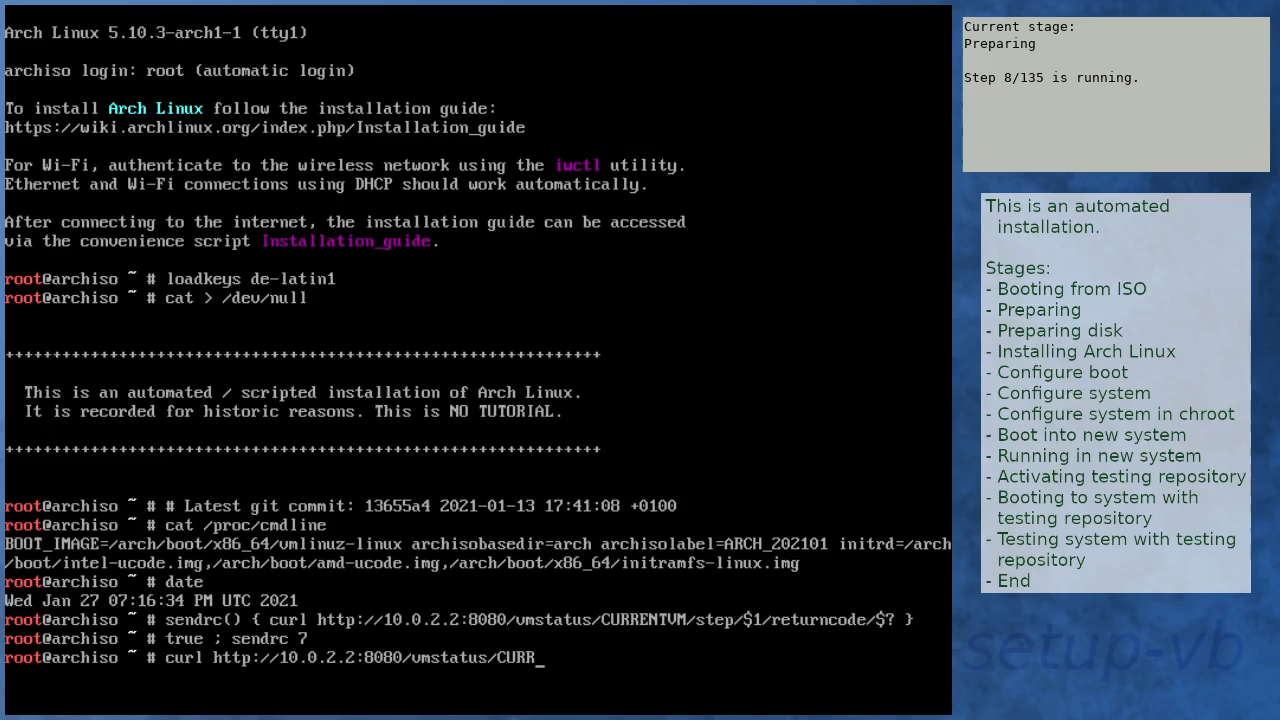 Arch Linux 5.10.3-arch1-1 (tty1)
archiso login: root (automatic login)
To install Arch Linux follow the installation guide:
https://wiki.archlinux.org/index.php/Installation_guide
For Wi-Fi, authenticate to the wireless network using the iwctl utility.
Ethernet and Wi-Fi connections using DHCP should work automatically.
After connecting to the internet, the installation guide can be accessed
via the convenience script Installation_guide.
root@archiso ~ # loadkeys de-latin1
root@archiso ~ # cat > /dev/null
+++++++++++++++++++++++++++++++++++++++++++++++++++++++++++++++
This is an automated / scripted installation of Arch Linux.
It is recorded for historic reasons. This is NO TUTORIAL.
+++++++++++++++++++++++++++++++++++++++++++++++++++++++++++++++
root@archiso ~ # # Latest git commit: 13655a4 2021-01-13 17:41:08 +0100
root@archiso ~ # cat /proc/cmdline
BOOT_IMAGE=/arch/boot/x86_64/vmlinuz-linux archisobasedir=arch archisolabel=ARCH_202101 initrd=/arch
/boot/intel-ucode.img,/arch/boot/amd-ucode.img,/arch/boot/x86_64/initramfs-linux.img
root@archiso ~ # date
Wed Jan 27 07:16:34 PM UTC 2021
root@archiso ~ # sendrc() { curl http://10.0.2.2:8080/vmstatus/CURRENTVM/step/$1/returncode/$? }
root@archiso ~ # true ; sendrc 7
root@archiso ~ # curl http://10.0.2.2:8080/vmstatus/CURR_
Current stage:
Preparing
Step 8/135 is running.
This is an automated
installation.
Stages:
- Booting from ISO
- Preparing
- Preparing disk
- Installing Arch Linux
- Configure boot
- Configure system
- Configure system in chroot
- Boot into new system
- Running in new system
- Activating testing repository
- Booting to system with
testing repository
- Testing system with testing
repository
- End
-setup-vb